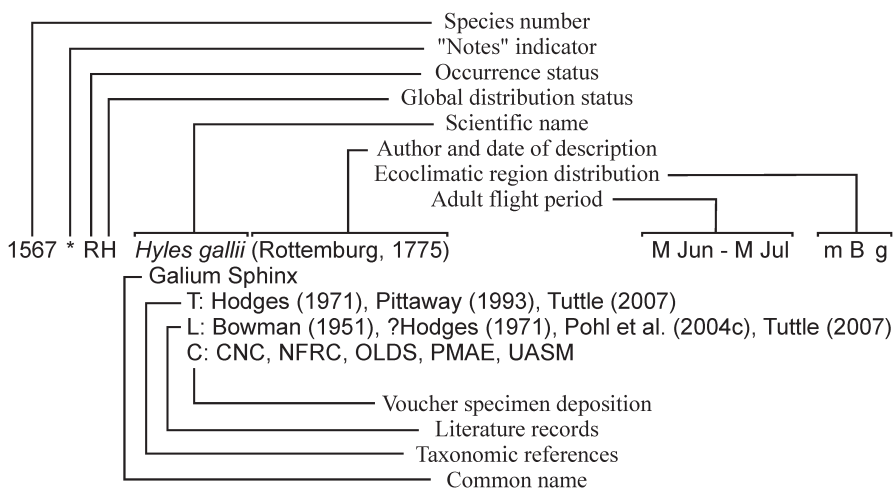 Species number
"Notes" indicator
Occurrence status
Global distribution status
Scientific name
Author and date of description
Ecoclimatic region distribution
Adult flight period
1567 * RH Hyles gallii (Rottemburg, 1775) M Jun - M Jul m B g
Galium Sphinx
T: Hodges (1971), Pittaway (1993), Tuttle (2007)
L: Bowman (1951), ?Hodges (1971), Pohl et al. (2004c), Tuttle (2007)
C: CNC, NFRC, OLDS, PMAE, UASM
Voucher specimen deposition
Literature records
Taxonomic references
Common name